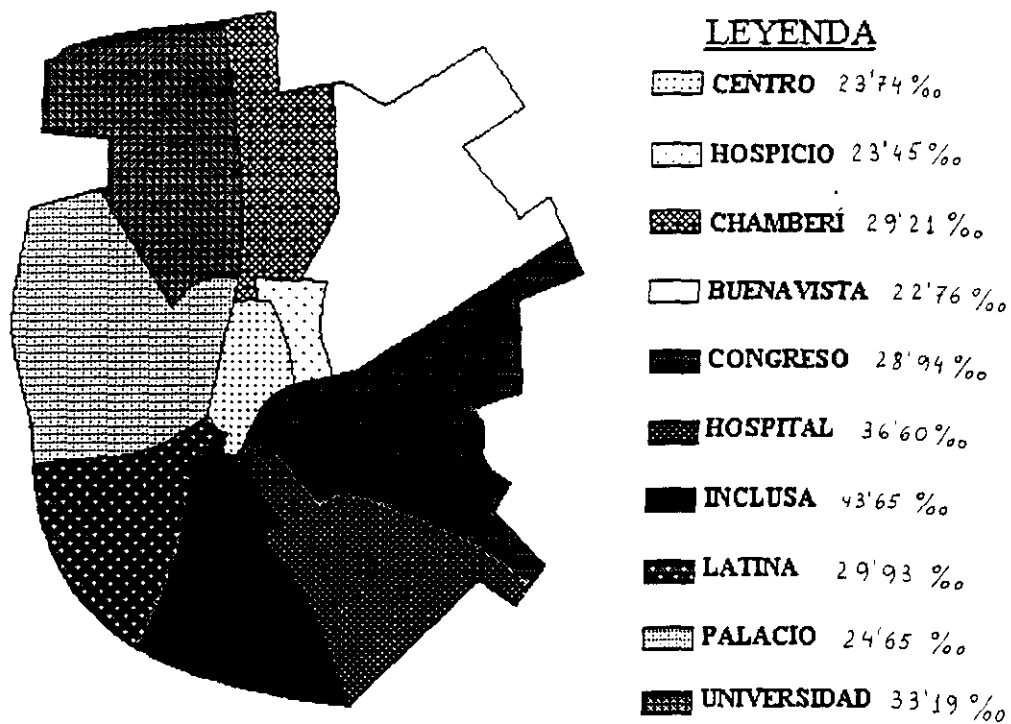 LEYENDA
CENTRO 23'74 ‰
HOSPICIO 23'45 ‰
CHAMBERÍ 29'21 ‰
BUENAVISTA 22'76 ‰
CONGRESO 28'94 ‰
HOSPITAL 36'60 ‰
INCLUSA 43'65 ‰
LATINA 29'93 ‰
PALACIO 24'65 ‰
UNIVERSIDAD 33'19 ‰